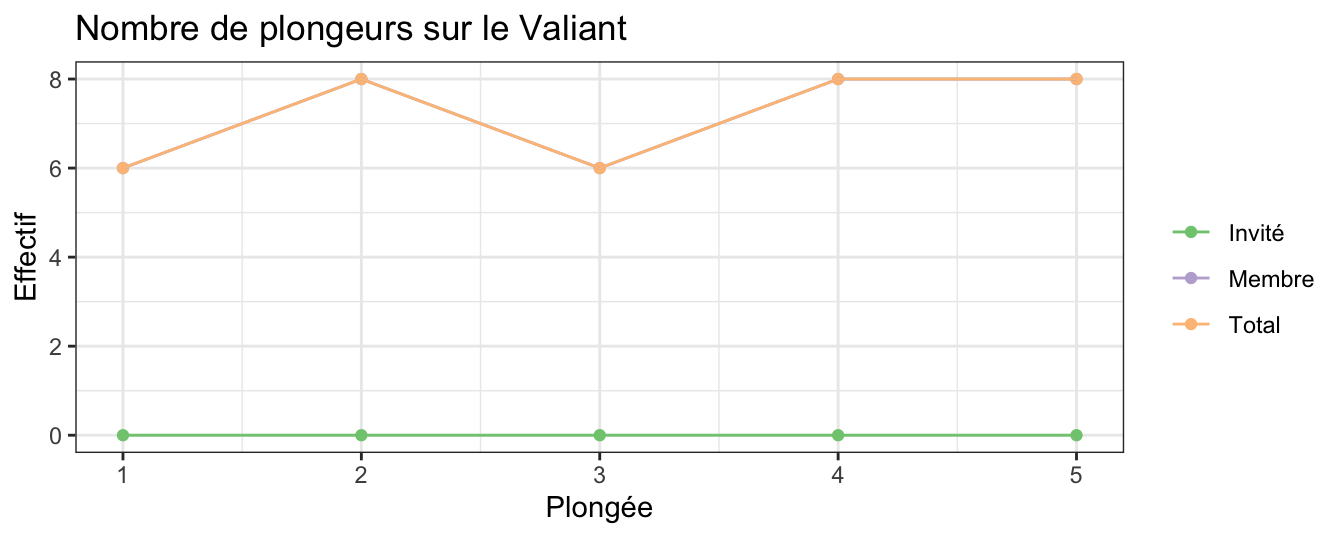 Nombre de plongeurs sur le Valiant
8
6
4
2
0
Effectif
1 2 3 4 5
Plongée
Invité
Membre
Total